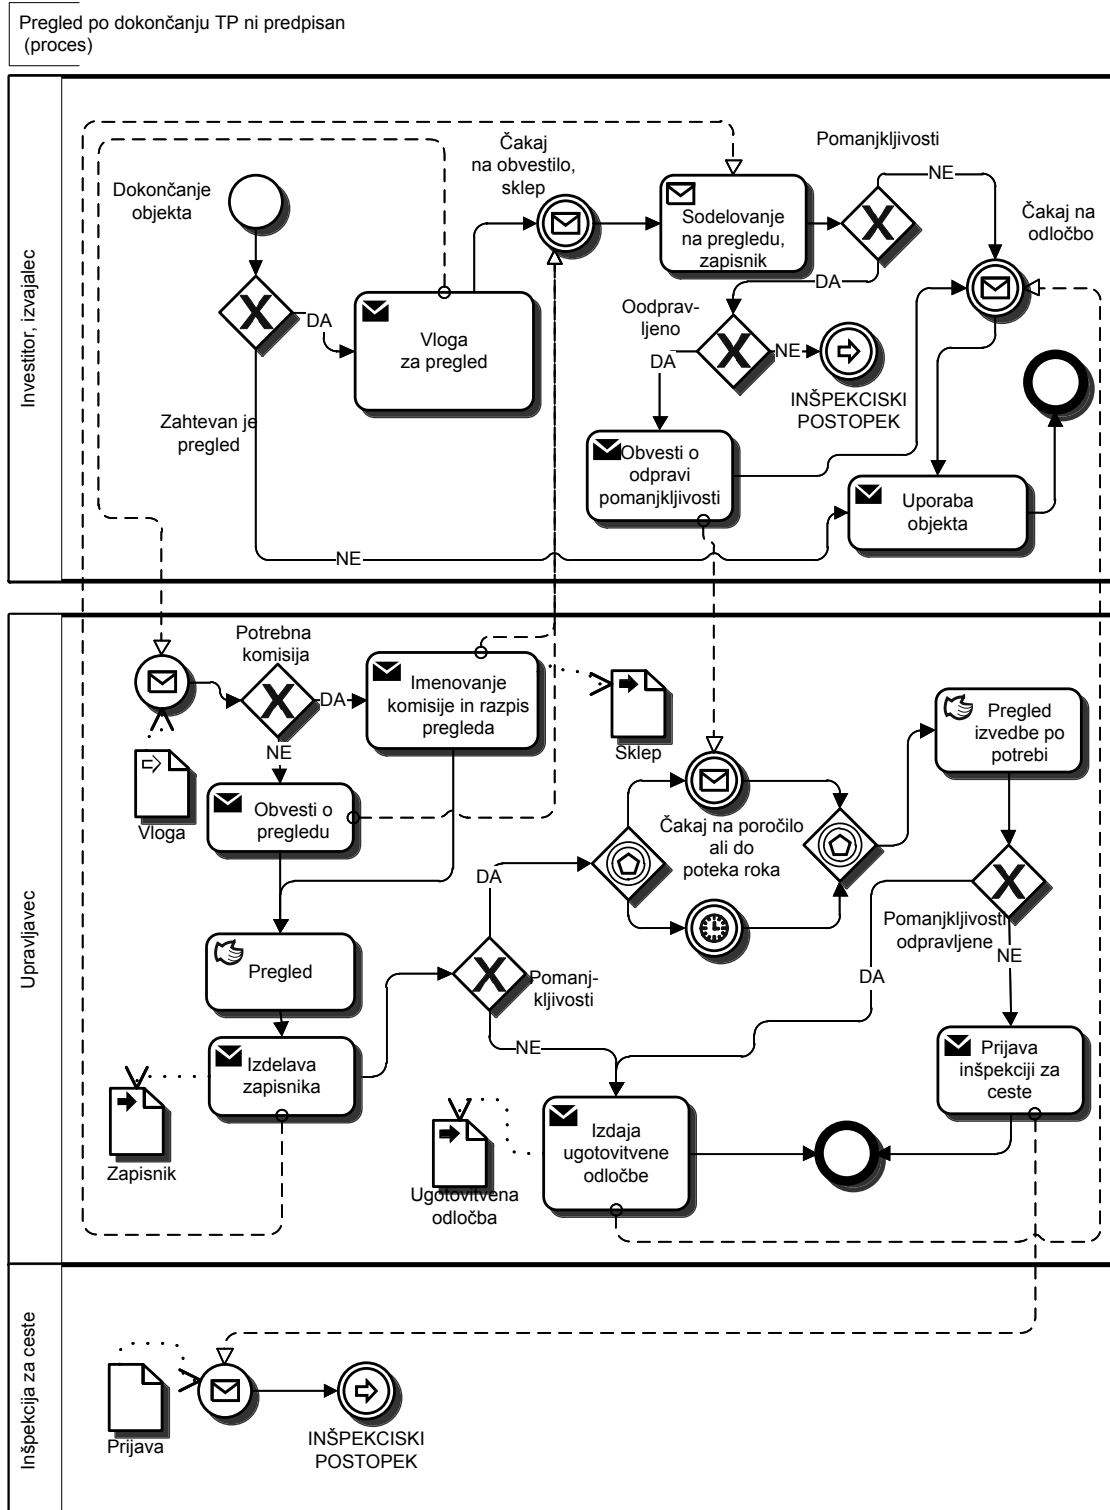 Pregled po dokončanju TP ni predpisan
(proces)
Investitor, izvajalec
Dokončanje
objekta
Čakaj
na obvestilo,
sklep
Pomanjkljivosti
NE
Sodelovanje
na pregledu,
zapisnik
Čakaj na
odločbo
DA
DA
Vloga
za pregled
Oodprav-
ljeno
NE
DA
INŠPEKCISKI
POSTOPEK
Zahtevan je
pregled
Obvesti o
odpravi
pomanjkljivosti
Uporaba
objekta
NE
Upravljavec
Potrebna
komisija
DA
Imenovanje
komisije in razpis
pregleda
Sklep
Pregled
izvedbe po
potrebi
NE
Vloga
Obvesti o
pregledu
Čakaj na poročilo
ali do
poteka roka
DA
Pomanjkljivosti
odpravljene
NE
DA
Pregled
Pomanj-
kljivosti
NE
Izdelava
zapisnika
Prijava
inšpekciji za
ceste
Zapisnik
Izdaja
ugotovitvene
odločbe
Ugotovitvena
odločba
Inšpekcija za ceste
Prijava
INŠPEKCISKI
POSTOPEK